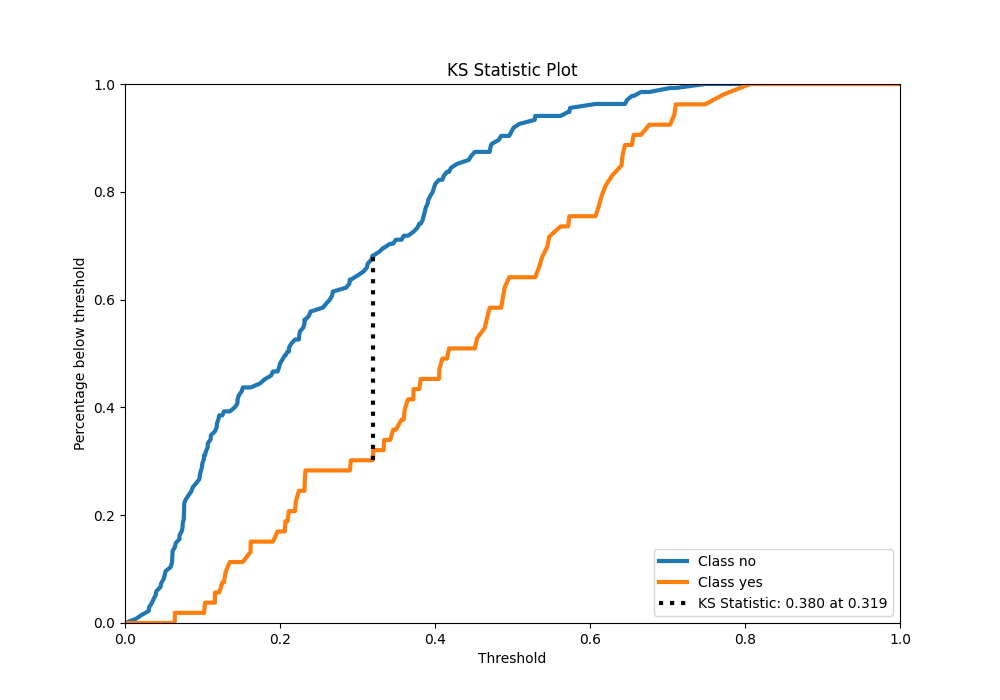 KS Statistic Plot
1.0
0.8
0.6
0.4
0.2
0.0
Percentage below threshold
0.0 0.2 0.4 0.6 0.8 1.0
Threshold
Class no
Class yes
KS Statistic: 0.380 at 0.319